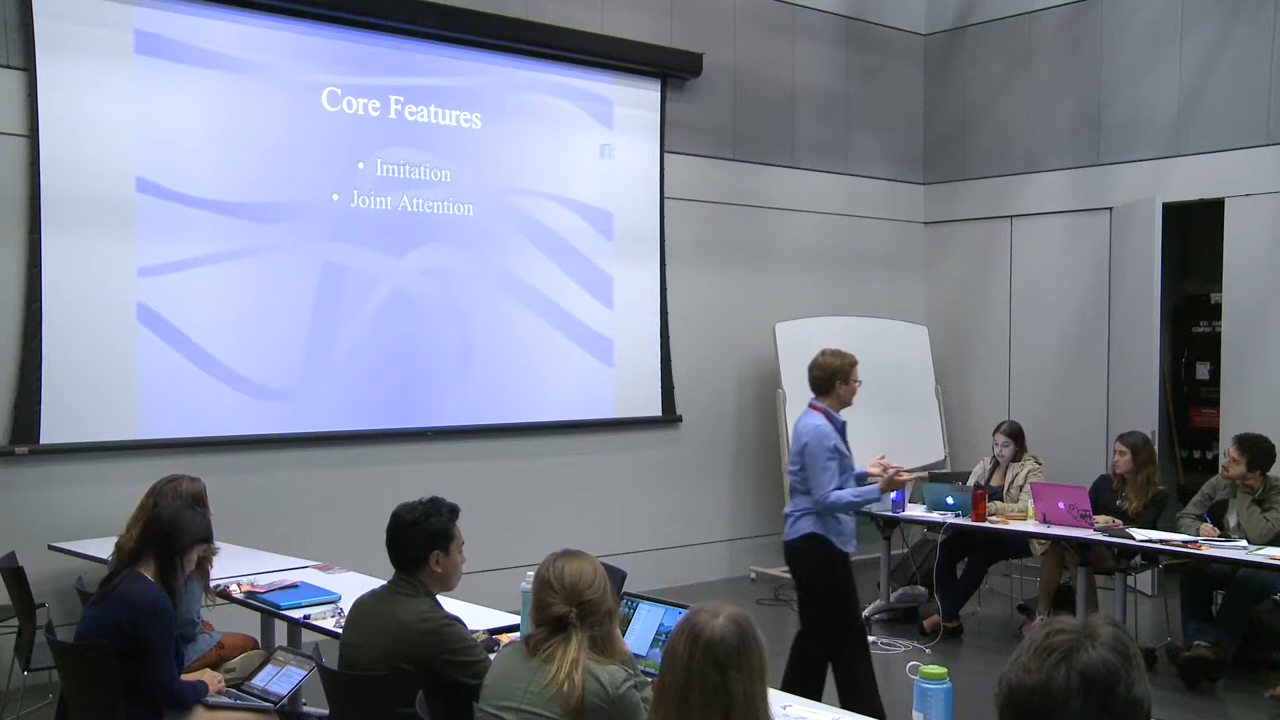 Core Features
• Imitation
• Joint Attention